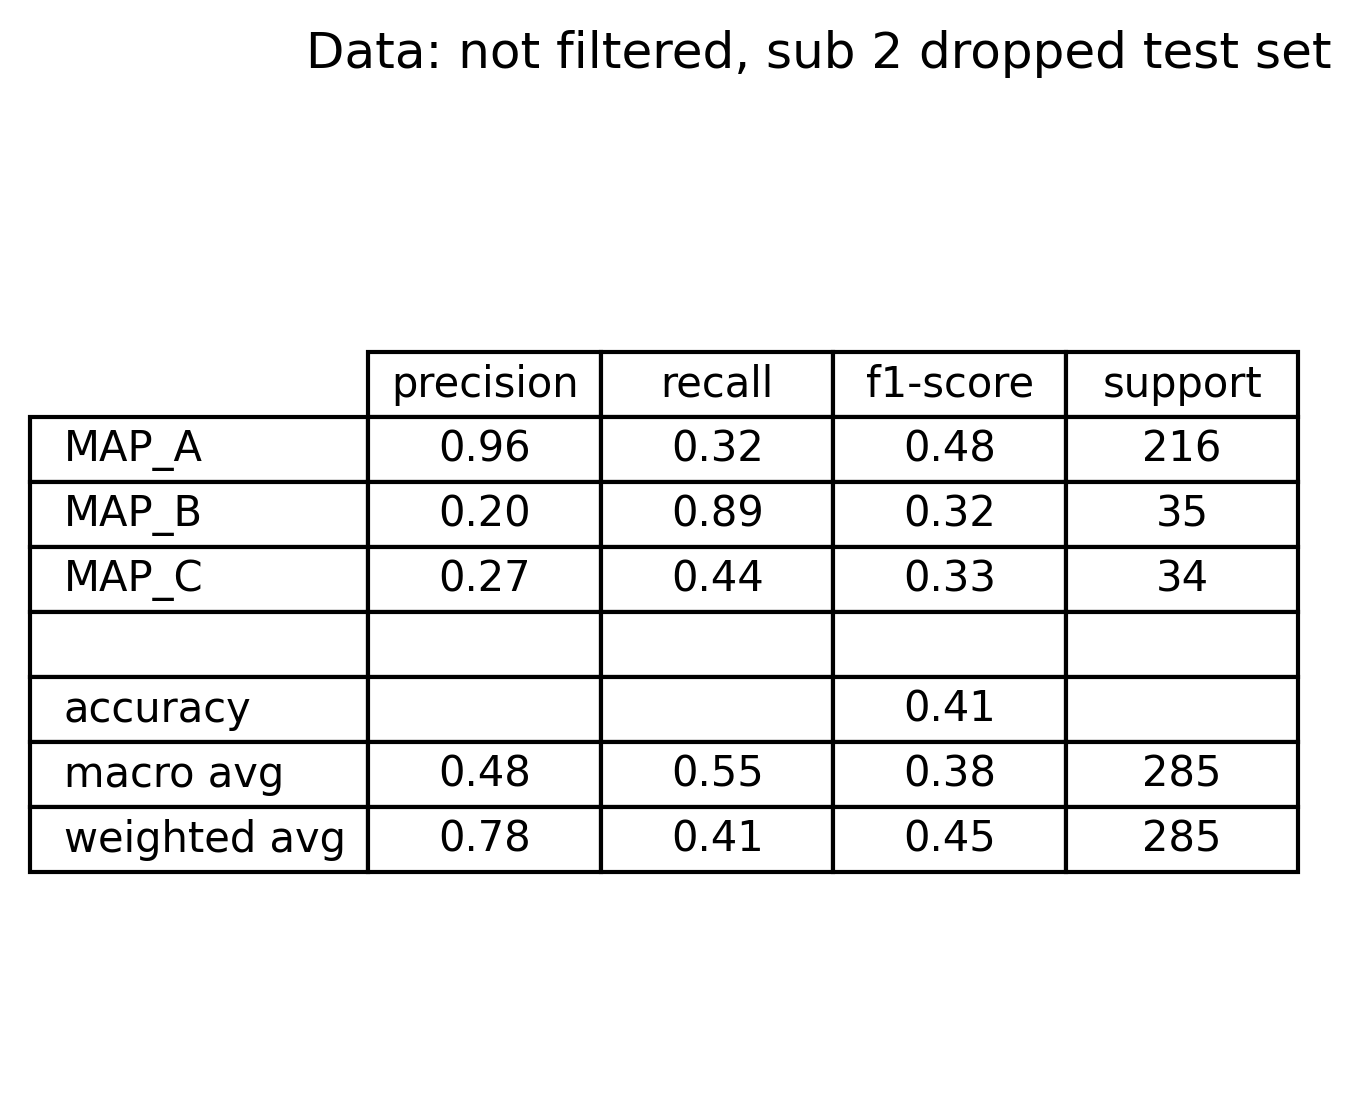 Data: not filtered, sub 2 dropped test set
precision recall f1-score support
MAP_A 0.96 0.32 0.48 216
MAP_B 0.20 0.89 0.32 35
MAP_C 0.27 0.44 0.33 34
accuracy 0.41
macro avg 0.48 0.55 0.38 285
weighted avg 0.78 0.41 0.45 285